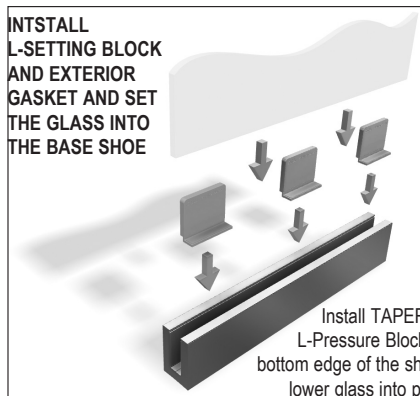 INTSTALL
L-SETTING BLOCK
AND EXTERIOR
GASKET AND SET
THE GLASS INTO
THE BASE SHOE
Install TAPER
L-Pressure Block
bottom edge of the sh
lower glass into p